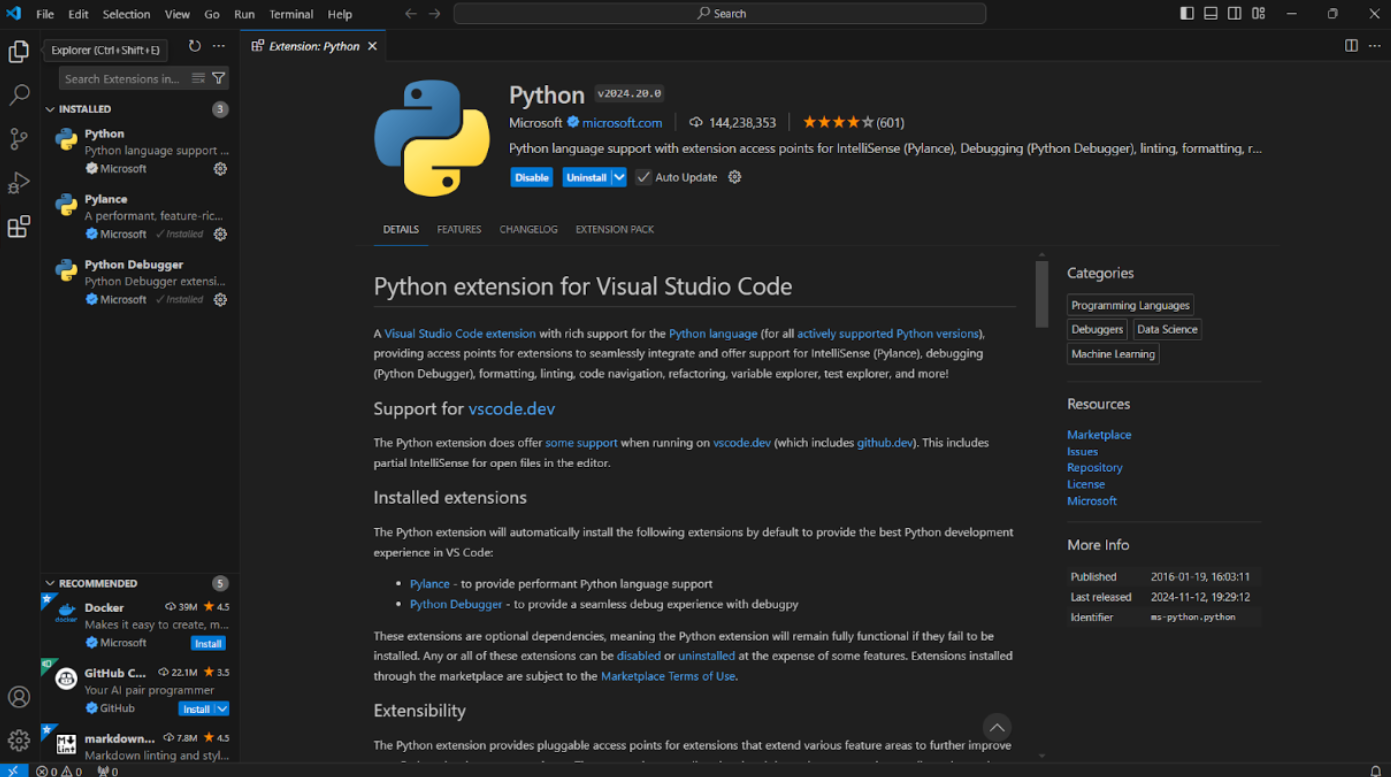 File Edit Selection View Go Run Terminal Help
Search
Explorer (Ctrl+Shift+E)
Extension: Python
Search Extensions in...
INSTALLED 3
Python
Python language support ...
Microsoft
Pylance
A performant, feature-ric...
Microsoft Installed
Python Debugger
Python Debugger extensi...
Microsoft Installed
RECOMMENDED 5
Docker 39M 4.5
docker
Makes it easy to create, m...
Microsoft Install
GitHub C... 22.1M 3.5
Your AI pair programmer
GitHub Install
markdown... 7.8M 4.5
Markdown linting and styl...
0 0 0
Python v2024.20.0
Microsoft microsoft.com 144,238,353 (601)
Python language support with extension access points for IntelliSense (Pylance), Debugging (Python Debugger), linting, formatting, r...
Disable Uninstall Auto Update
DETAILS FEATURES CHANGELOG EXTENSION PACK
Python extension for Visual Studio Code
A Visual Studio Code extension with rich support for the Python language (for all actively supported Python versions),
providing access points for extensions to seamlessly integrate and offer support for IntelliSense (Pylance), debugging
(Python Debugger), formatting, linting, code navigation, refactoring, variable explorer, test explorer, and more!
Support for vscode.dev
The Python extension does offer some support when running on vscode.dev (which includes github.dev). This includes
partial IntelliSense for open files in the editor.
Installed extensions
The Python extension will automatically install the following extensions by default to provide the best Python development
experience in VS Code:
• Pylance - to provide performant Python language support
• Python Debugger - to provide a seamless debug experience with debugpy
These extensions are optional dependencies, meaning the Python extension will remain fully functional if they fail to be
installed. Any or all of these extensions can be disabled or uninstalled at the expense of some features. Extensions installed
through the marketplace are subject to the Marketplace Terms of Use.
Extensibility
The Python extension provides pluggable access points for extensions that extend various feature areas to further improve
Categories
Programming Languages
Debuggers Data Science
Machine Learning
Resources
Marketplace
Issues
Repository
License
Microsoft
More Info
Published 2016-01-19, 16:03:11
Last released 2024-11-12, 19:29:12
Identifier ms-python.python